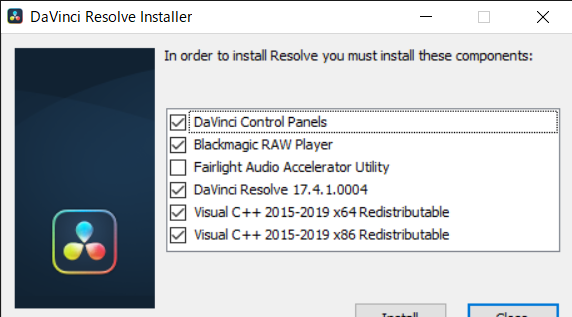 DaVinci Resolve Installer
In order to install Resolve you must install these components:
DaVinci Control Panels
Blackmagic RAW Player
Fairlight Audio Accelerator Utility
DaVinci Resolve 17.4.1.0004
Visual C++ 2015-2019 x64 Redistributable
Visual C++ 2015-2019 x86 Redistributable
Install
Close